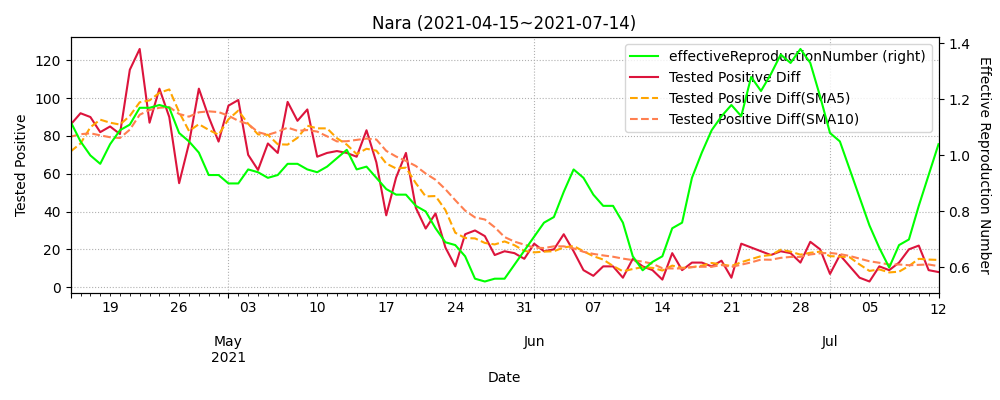 Nara (2021-04-15~2021-07-14)
effectiveReproductionNumber (right)
Tested Positive Diff
Tested Positive Diff(SMA5)
Tested Positive Diff(SMA10)
Tested Positive
120
100
80
60
40
20
0
Effective Reproduction Number
1.4
1.2
1.0
0.8
0.6
19 26 03 10 17 24 31 07 14 21 28 05 12
May Jun Jul
2021
Date